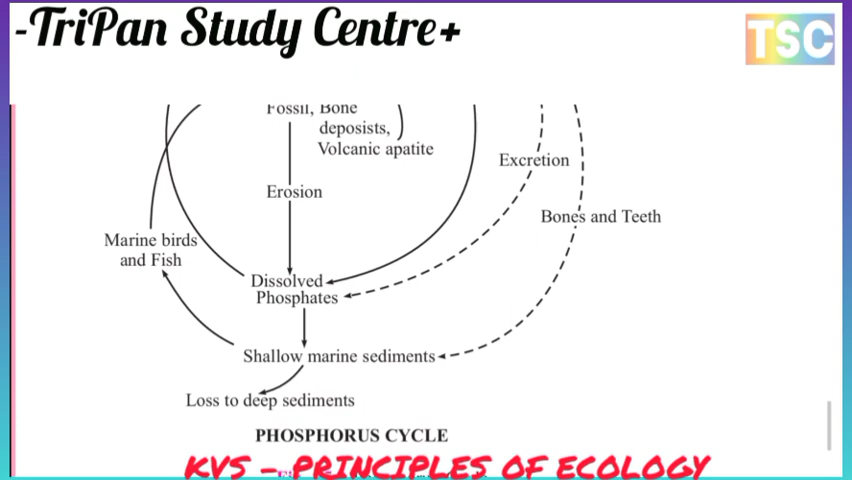 -TriPan Study Centre+
TSC
Fossil, Bone
deposists,
Volcanic apatite
Excretion
Erosion
Bones and Teeth
Marine birds
and Fish
Dissolved
Phosphates
Shallow marine sediments
Loss to deep sediments
PHOSPHORUS CYCLE
KVS - PRINCIPLES OF ECOLOGY